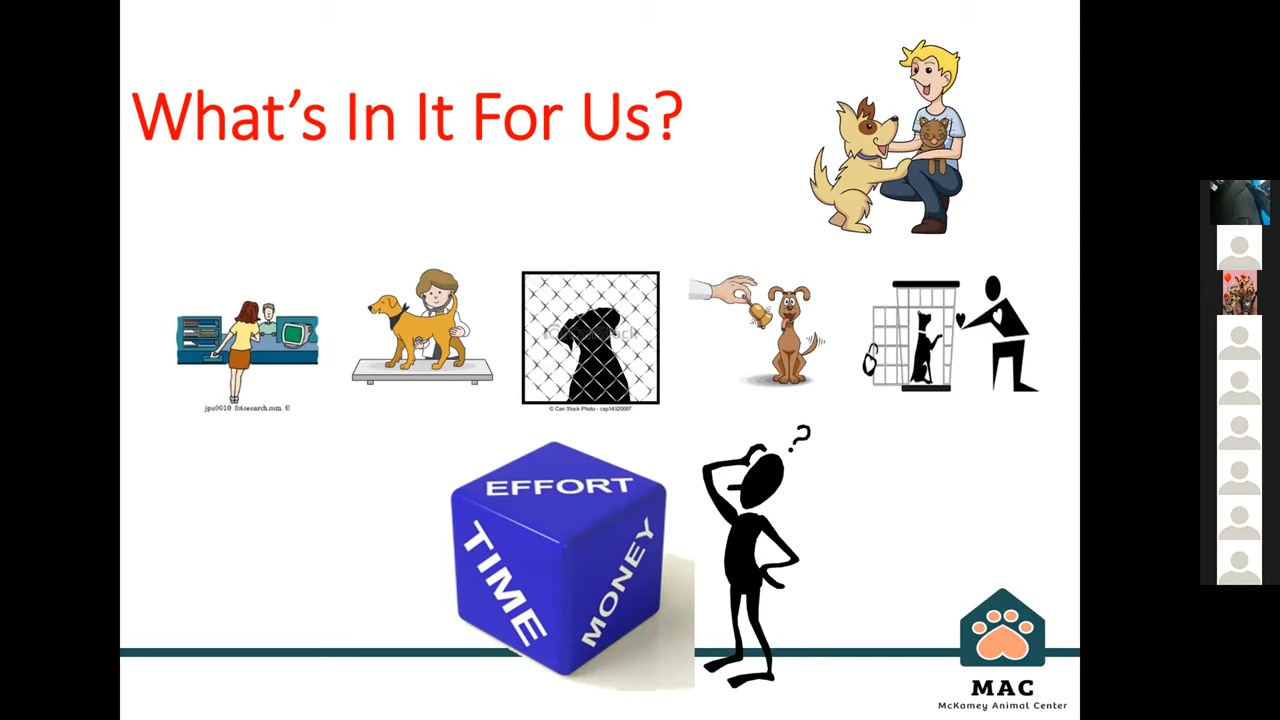 What's In It For Us?
jpa0010 fotosearch.com ©
© Can Stock Photo - csp14320087
?
EFFORT
TIME
MONEY
MAC
McKamey Animal Center